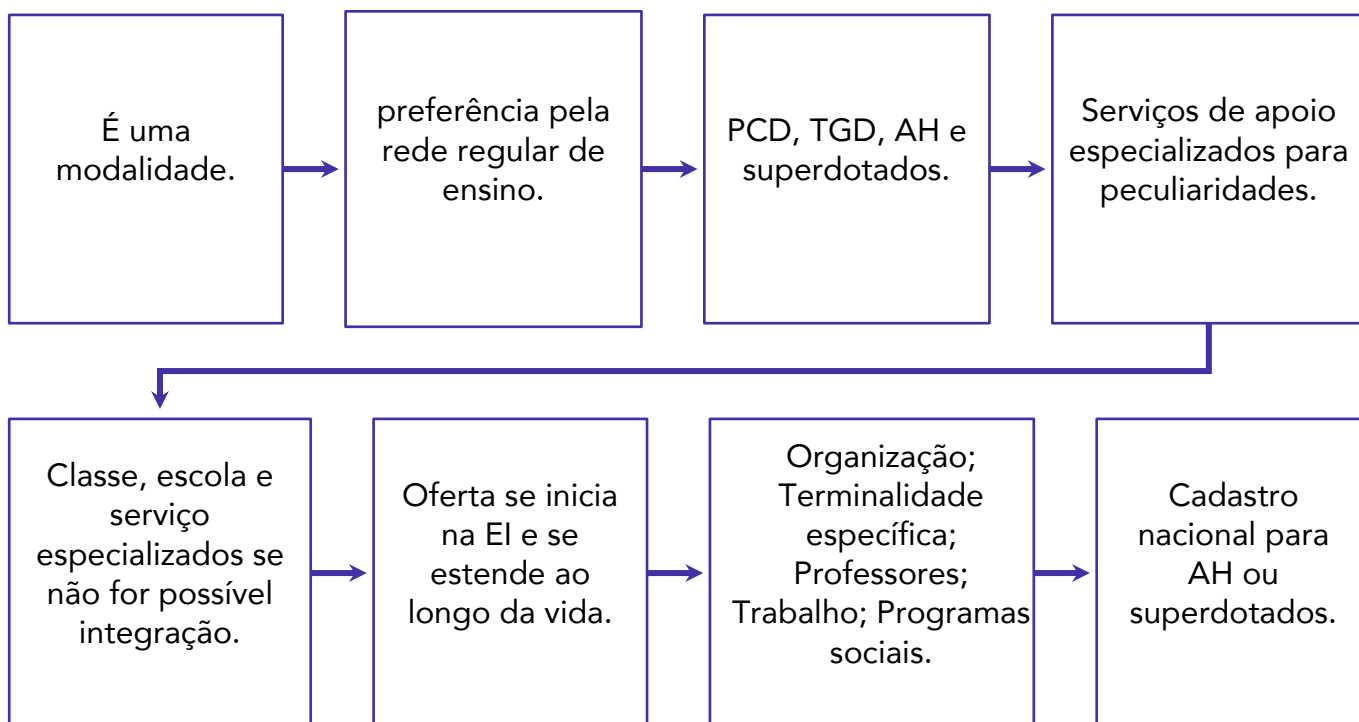 É uma
modalidade.
preferência pela
rede regular de
ensino.
PCD, TGD, AH e
superdotados.
Serviços de apoio
especializados para
peculiaridades.
Classe, escola e
serviço
especializados se
não for possível
integração.
Oferta se inicia
na EI e se
estende ao
longo da vida.
Organização;
Terminalidade
específica;
Professores;
Trabalho; Programas
sociais.
Cadastro
nacional para
AH ou
superdotados.